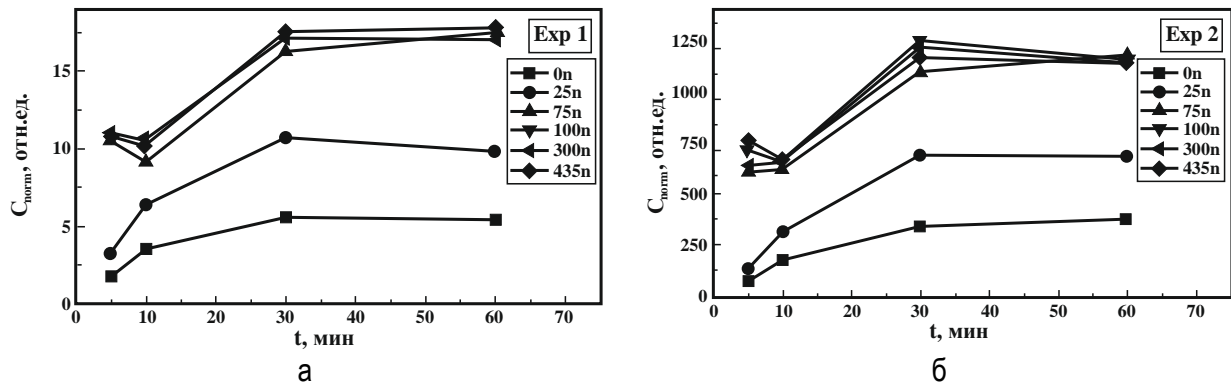 Exp 1
0n
25n
75n
100n
300n
435n
C_norm, отн.ед.
15
10
5
0
0 10 20 30 40 50 60 70
t, мин
а
Exp 2
0n
25n
75n
100n
300n
435n
C_norm, отн.ед.
1250
1000
750
500
250
0
0 10 20 30 40 50 60 70
t, мин
б